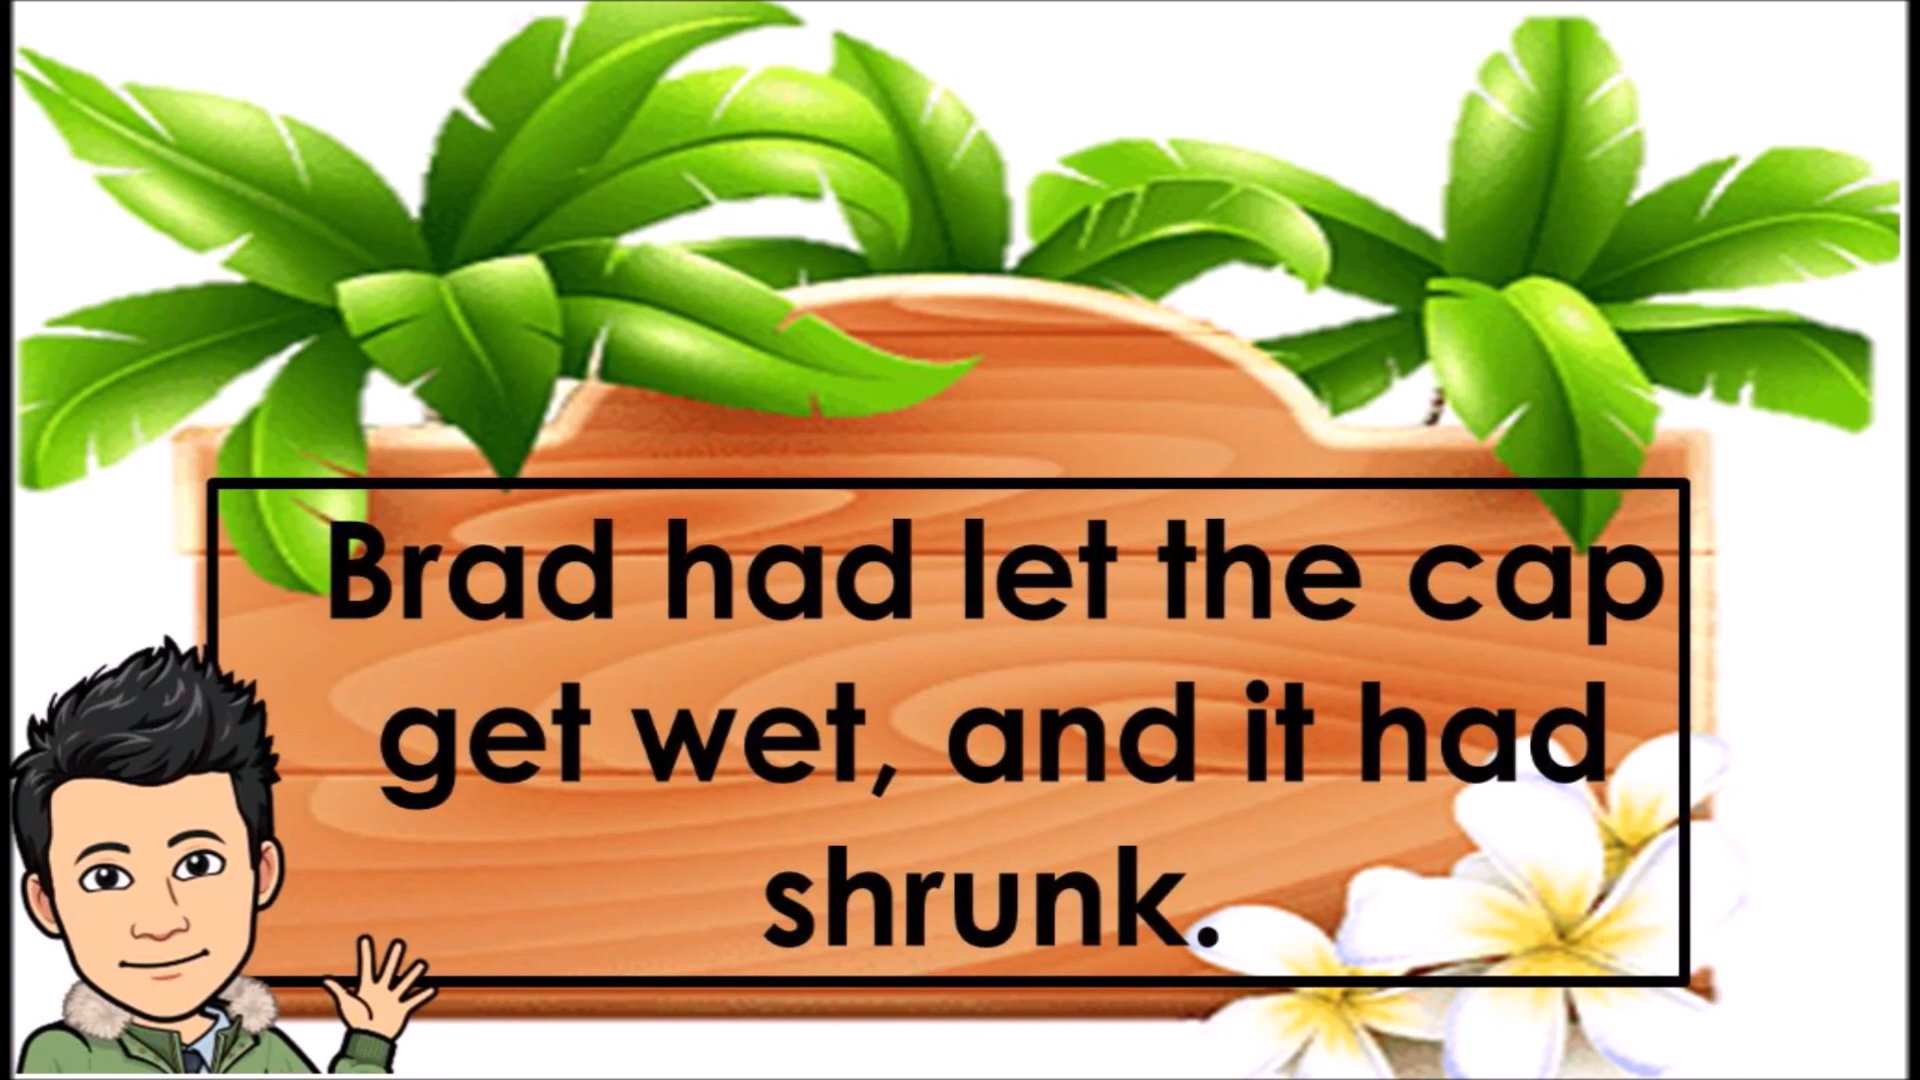 Brad had let the cap
get wet, and it had
shrunk.